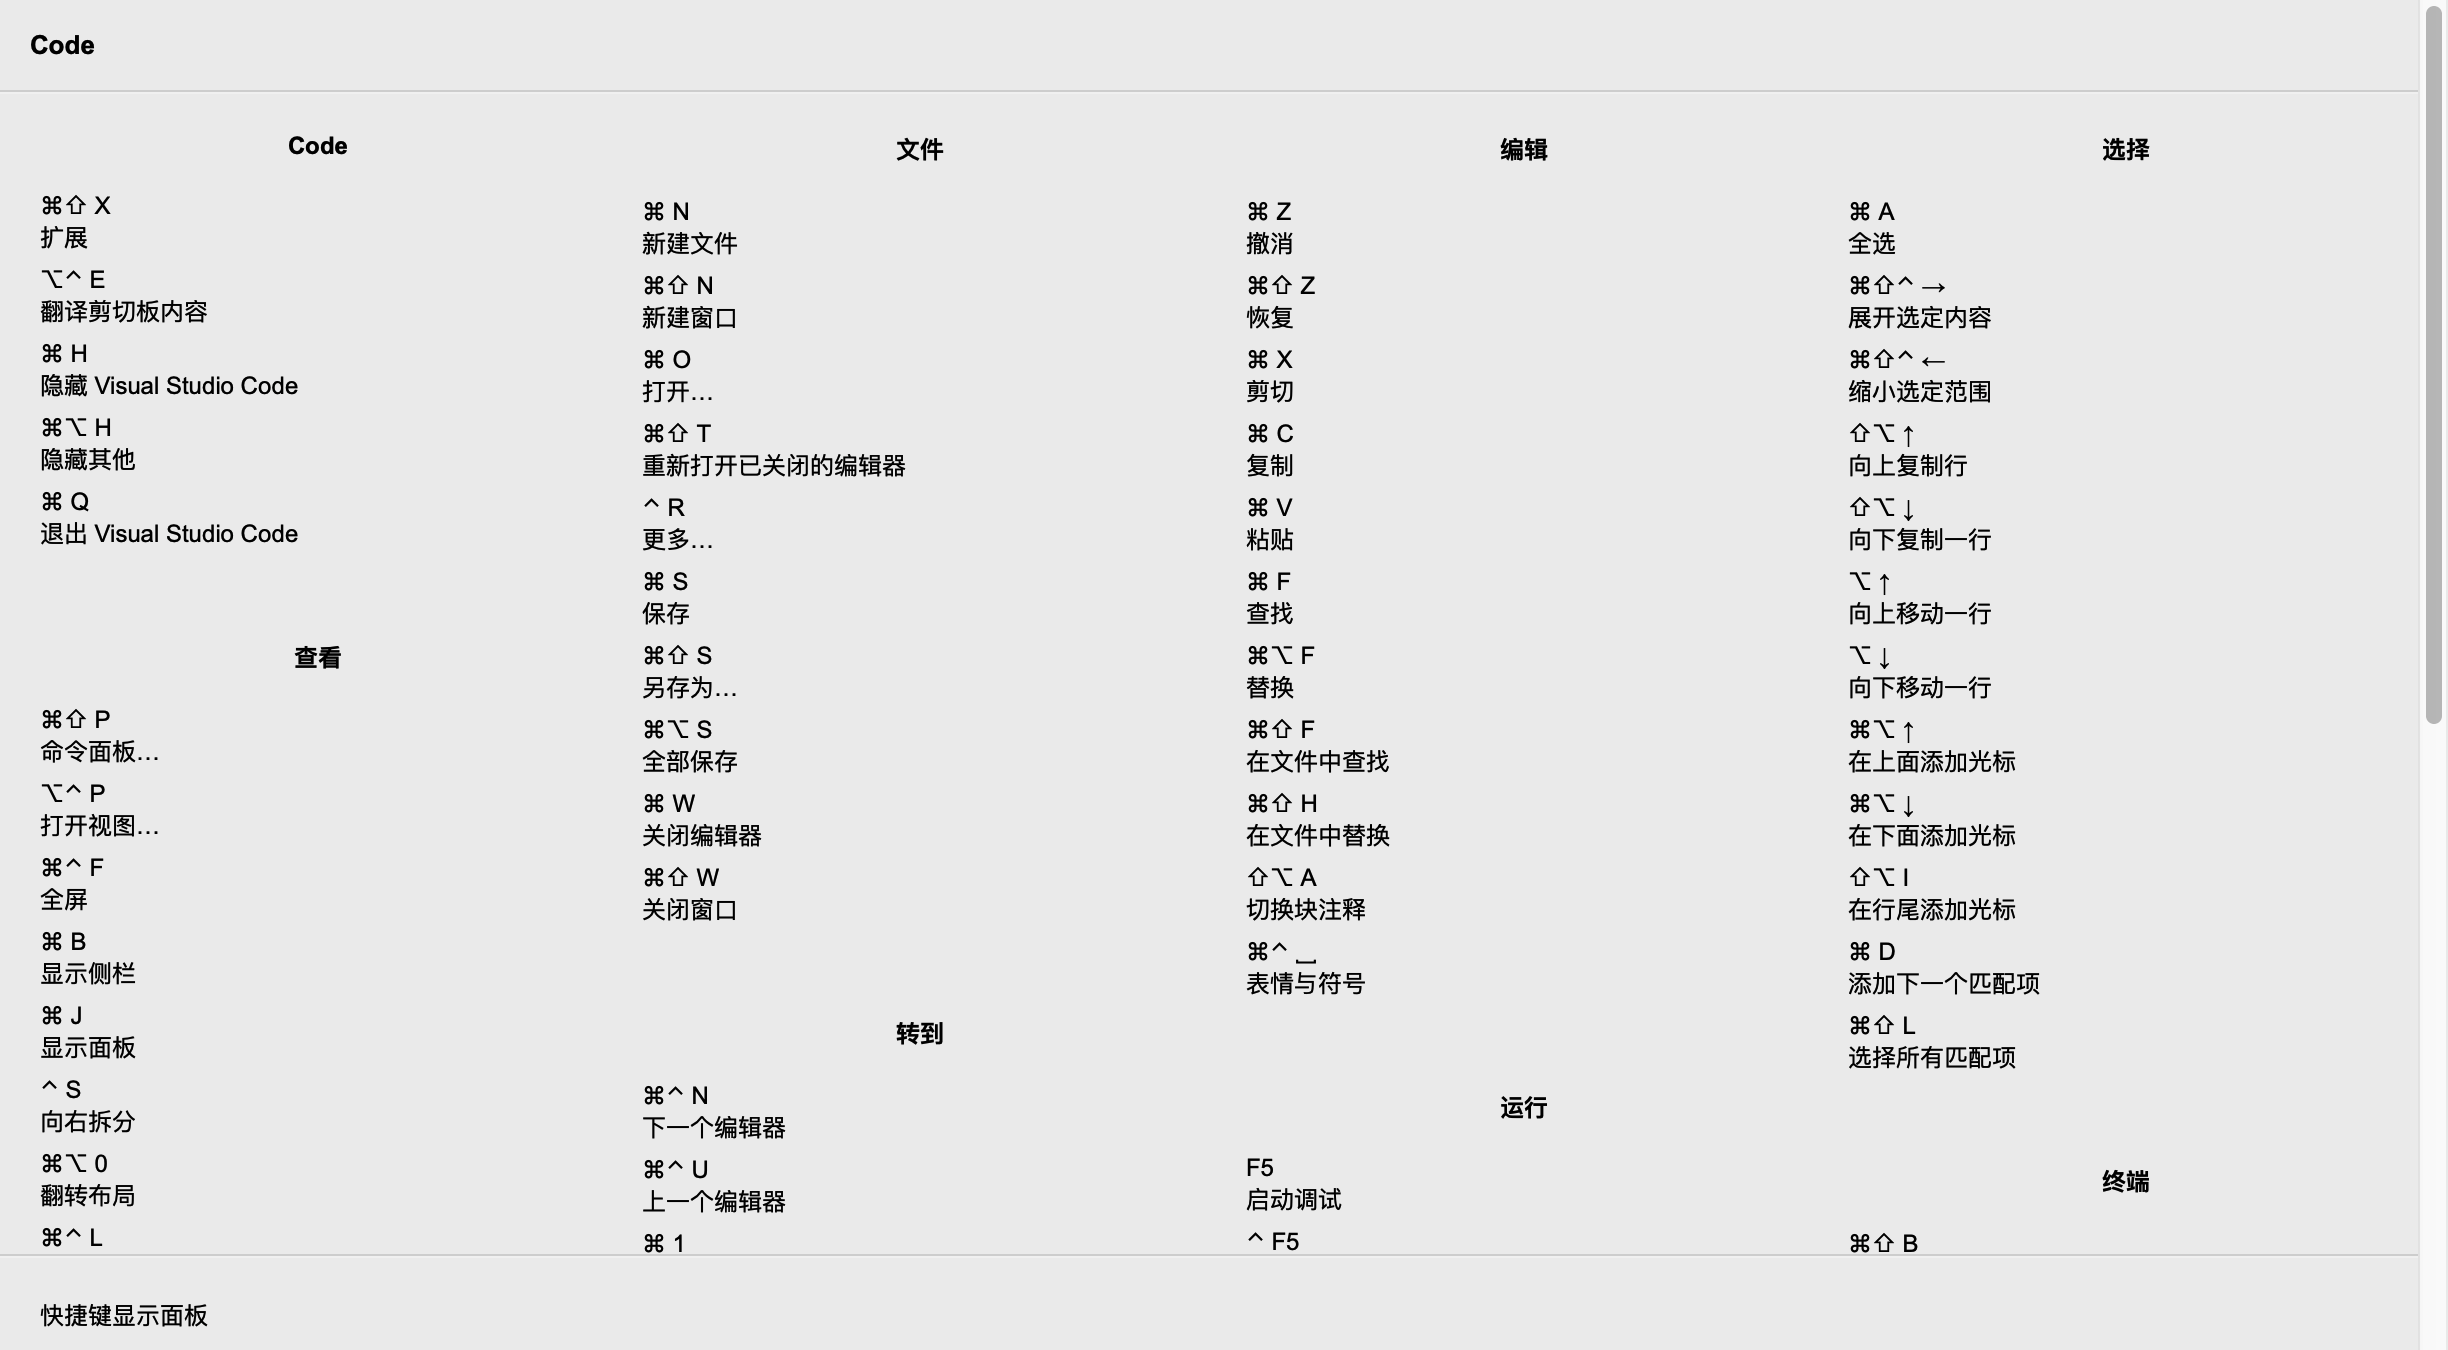 Code
Code
⌘⇧ X
扩展
⌥⌃ E
翻译剪切板内容
⌘ H
隐藏 Visual Studio Code
⌘⌥ H
隐藏其他
⌘ Q
退出 Visual Studio Code
查看
⌘⇧ P
命令面板…
⌥⌃ P
打开视图…
⌘⌃ F
全屏
⌘ B
显示侧栏
⌘ J
显示面板
⌃ S
向右拆分
⌘⌥ 0
翻转布局
⌘⌃ L
文件
⌘ N
新建文件
⌘⇧ N
新建窗口
⌘ O
打开…
⌘⇧ T
重新打开已关闭的编辑器
⌃ R
更多…
⌘ S
保存
⌘⇧ S
另存为…
⌘⌥ S
全部保存
⌘ W
关闭编辑器
⌘⇧ W
关闭窗口
转到
⌘⌃ N
下一个编辑器
⌘⌃ U
上一个编辑器
⌘ 1
编辑
⌘ Z
撤消
⌘⇧ Z
恢复
⌘ X
剪切
⌘ C
复制
⌘ V
粘贴
⌘ F
查找
⌘⌥ F
替换
⌘⇧ F
在文件中查找
⌘⇧ H
在文件中替换
⇧⌥ A
切换块注释
⌘⌃ ⎵
表情与符号
运行
F5
启动调试
⌃ F5
选择
⌘ A
全选
⌘⇧⌃ →
展开选定内容
⌘⇧⌃ ←
缩小选定范围
⇧⌥ ↑
向上复制行
⇧⌥ ↓
向下复制一行
⌥ ↑
向上移动一行
⌥ ↓
向下移动一行
⌘⌥ ↑
在上面添加光标
⌘⌥ ↓
在下面添加光标
⇧⌥ I
在行尾添加光标
⌘ D
添加下一个匹配项
⌘⇧ L
选择所有匹配项
终端
⌘⇧ B
快捷键显示面板